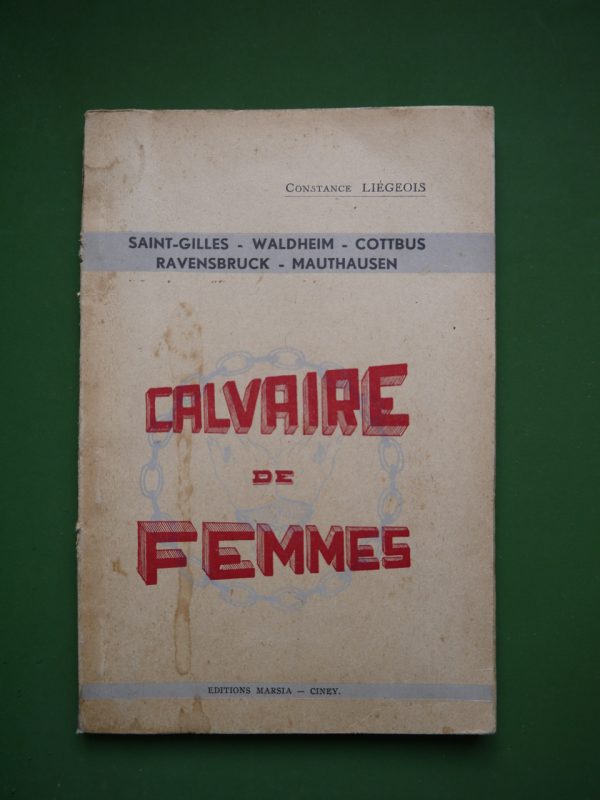 Constance LIÉGEOIS
SAINT-GILLES - WALDHEIM - COTTBUS
RAVENSBRUCK - MAUTHAUSEN
CALVAIRE
DE
FEMMES
EDITIONS MARSIA — CINEY.